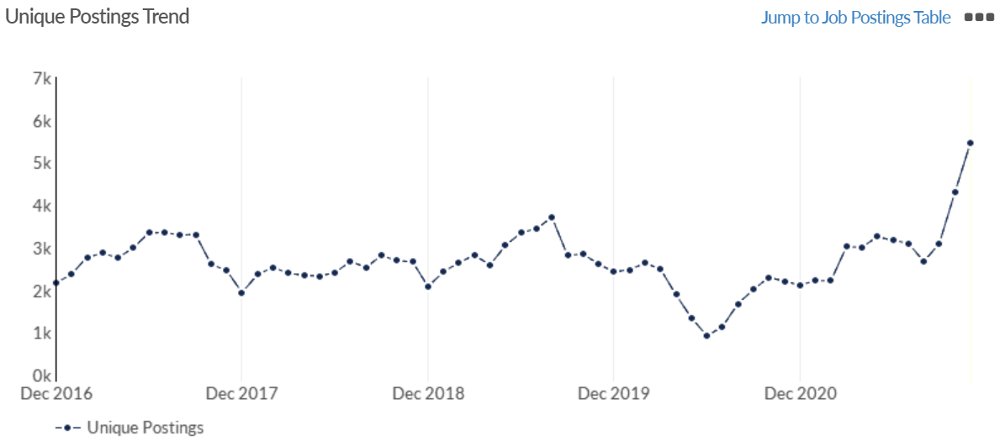 Unique Postings Trend
Jump to Job Postings Table
7k
6k
5k
4k
3k
2k
1k
0k
Dec 2016
Dec 2017
Dec 2018
Dec 2019
Dec 2020
Unique Postings